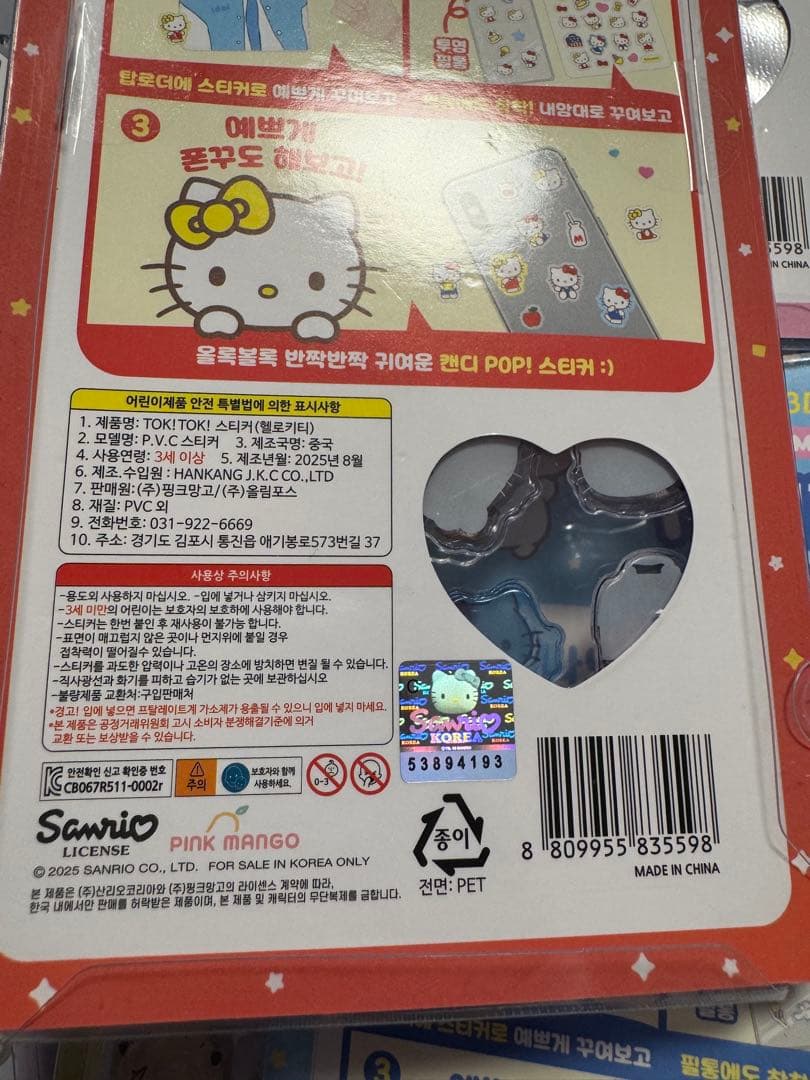 투명
필통
탑로더에 스티커로 예쁘게 꾸며보고
내맘대로 꾸며보고
3
예쁘게
폰꾸도 해보고!
M
올록볼록 반짝반짝 귀여운 캔디 POP! 스티커 :)
어린이제품 안전 특별법에 의한 표시사항
1. 제품명: TOK! TOK! 스티커(헬로키티)
2. 모델명: P.V.C 스티커 3. 제조국명: 중국
4. 사용연령: 3세 이상 5. 제조년월: 2025년 8월
6. 제조.수입원 : HANKANG J.K.C CO.,LTD
7. 판매원:(주)핑크망고/(주)올림포스
8. 재질: PVC 외
9. 전화번호: 031-922-6669
10. 주소: 경기도 김포시 통진읍 애기봉로573번길 37
사용상 주의사항
-용도외 사용하지 마십시오. -입에 넣거나 삼키지 마십시오.
-3세 미만의 어린이는 보호자의 보호하에 사용해야 합니다.
-스티커는 한번 붙인 후 재사용이 불가능 합니다.
-표면이 매끄럽지 않은 곳이나 먼지위에 붙일 경우
접착력이 떨어질수 있습니다.
-스티커를 과도한 압력이나 고온의 장소에 방치하면 변질 될 수 있습니다.
-직사광선과 화기를 피하고 습기가 없는 곳에 보관하십시오
-불량제품 교환처:구입판매처
*경고! 입에 넣으면 프탈레이트계 가소제가 용출될 수 있으니 입에 넣지 마세요.
*본 제품은 공정거래위원회 고시 소비자 분쟁해결기준에 의거
교환 또는 보상받을 수 있습니다.
Sanrio
KOREA
53894193
안전확인 신고 확인증 번호
CB067R511-0002r
주의
보호자와 함께
사용하세요.
0-3
Sanrio
LICENSE
PINK MANGO
© 2025 SANRIO CO., LTD. FOR SALE IN KOREA ONLY
본 제품은 (주)산리오코리아와 (주)핑크망고의 라이센스 계약에 따라,
한국 내에서만 판매를 허락받은 제품이며, 본 제품 및 캐릭터의 무단복제를 금합니다.
종이
전면: PET
8 809955 835598
MADE IN CHINA
5598
IN CHINA
스티커로 예쁘게 꾸며보고
3
필통에도
필통